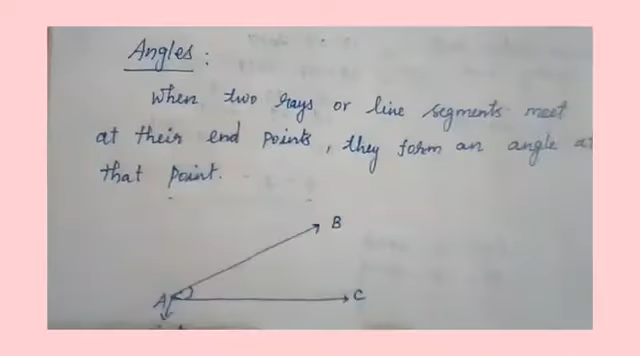 Angles :
When two rays or line segments meet
at their end points, they form an angle at
that point.
B
A
C